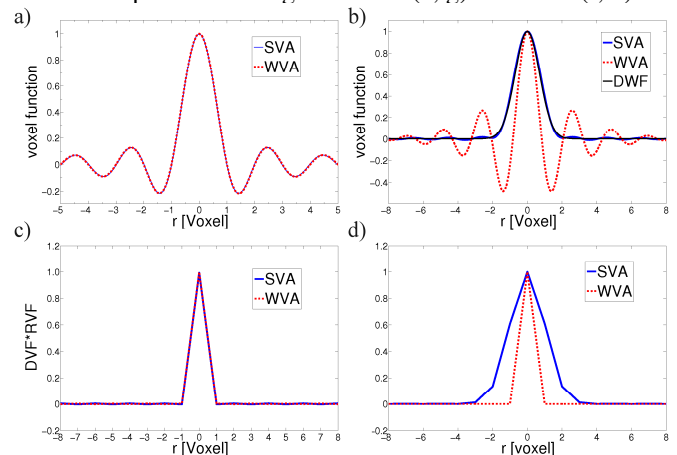 a)
SVA
WVA
voxel function
1
0.8
0.6
0.4
0.2
0
−0.2
−5 −4 −3 −2 −1 0 1 2 3 4 5
r [Voxel]
b)
SVA
WVA
DWF
voxel function
1
0.8
0.6
0.4
0.2
0
−0.2
−0.4
−8 −6 −4 −2 0 2 4 6 8
r [Voxel]
c)
SVA
WVA
DVF*RVF
1.2
1
0.8
0.6
0.4
0.2
0
−0.2
−8 −7 −6 −5 −4 −3 −2 −1 0 1 2 3 4 5 6 7 8
r [Voxel]
d)
SVA
WVA
1.2
1
0.8
0.6
0.4
0.2
0
−0.2
−8 −6 −4 −2 0 2 4 6 8
r [Voxel]